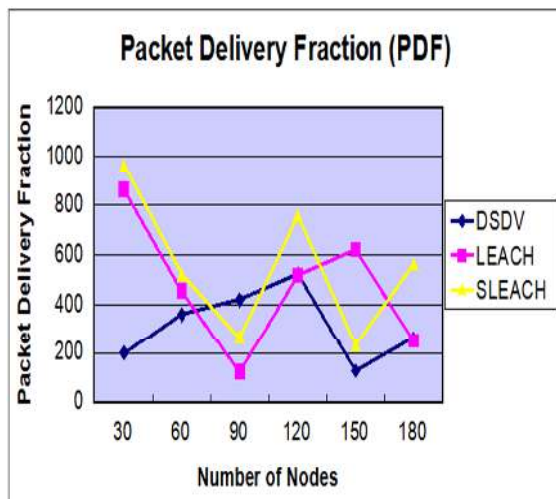 Packet Delivery Fraction (PDF)
Packet Delivery Fraction
1200
1000
800
600
400
200
0
30 60 90 120 150 180
Number of Nodes
DSDV
LEACH
SLEACH